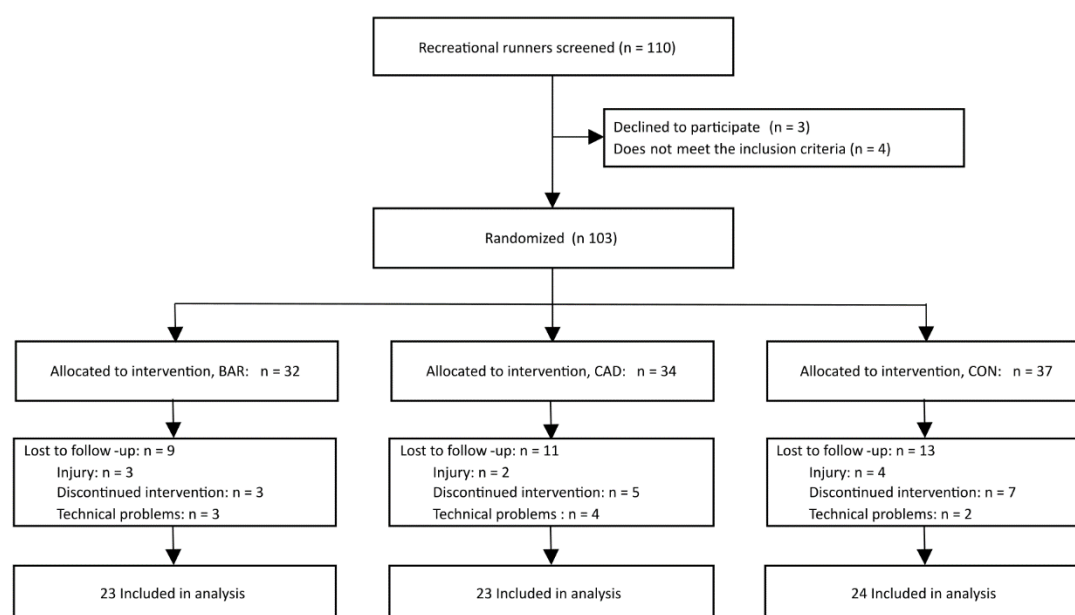 Recreational runners screened (n = 110)
Declined to participate (n = 3)
Does not meet the inclusion criteria (n = 4)
Randomized (n 103)
Allocated to intervention, BAR: n = 32
Allocated to intervention, CAD: n = 34
Allocated to intervention, CON: n = 37
Lost to follow -up: n = 9
Injury: n = 3
Discontinued intervention: n = 3
Technical problems: n = 3
Lost to follow -up: n = 11
Injury: n = 2
Discontinued intervention: n = 5
Technical problems : n = 4
Lost to follow -up: n = 13
Injury: n = 4
Discontinued intervention: n = 7
Technical problems: n = 2
23 Included in analysis
23 Included in analysis
24 Included in analysis